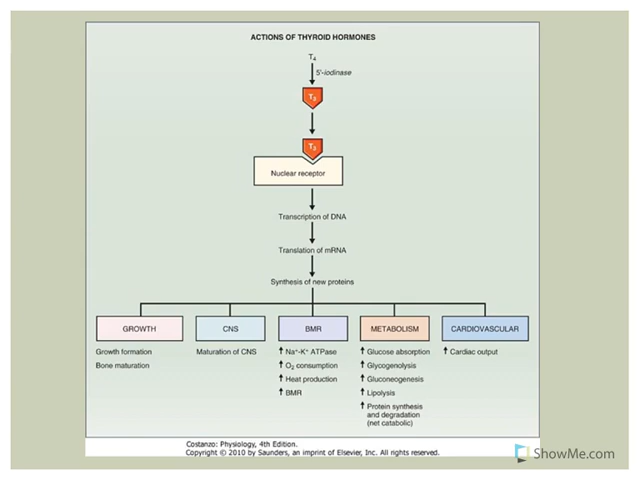 ACTIONS OF THYROID HORMONES
T4
5'-iodinase
T3
T3
Nuclear receptor
Transcription of DNA
Translation of mRNA
Synthesis of new proteins
GROWTH
Growth formation
Bone maturation
CNS
Maturation of CNS
BMR
↑ Na⁺-K⁺ ATPase
↑ O2 consumption
↑ Heat production
↑ BMR
METABOLISM
↑ Glucose absorption
↑ Glycogenolysis
↑ Gluconeogenesis
↑ Lipolysis
↑ Protein synthesis
and degradation
(net catabolic)
CARDIOVASCULAR
↑ Cardiac output
Costanzo: Physiology, 4th Edition.
Copyright © 2010 by Saunders, an imprint of Elsevier, Inc. All rights reserved.
ShowMe.com